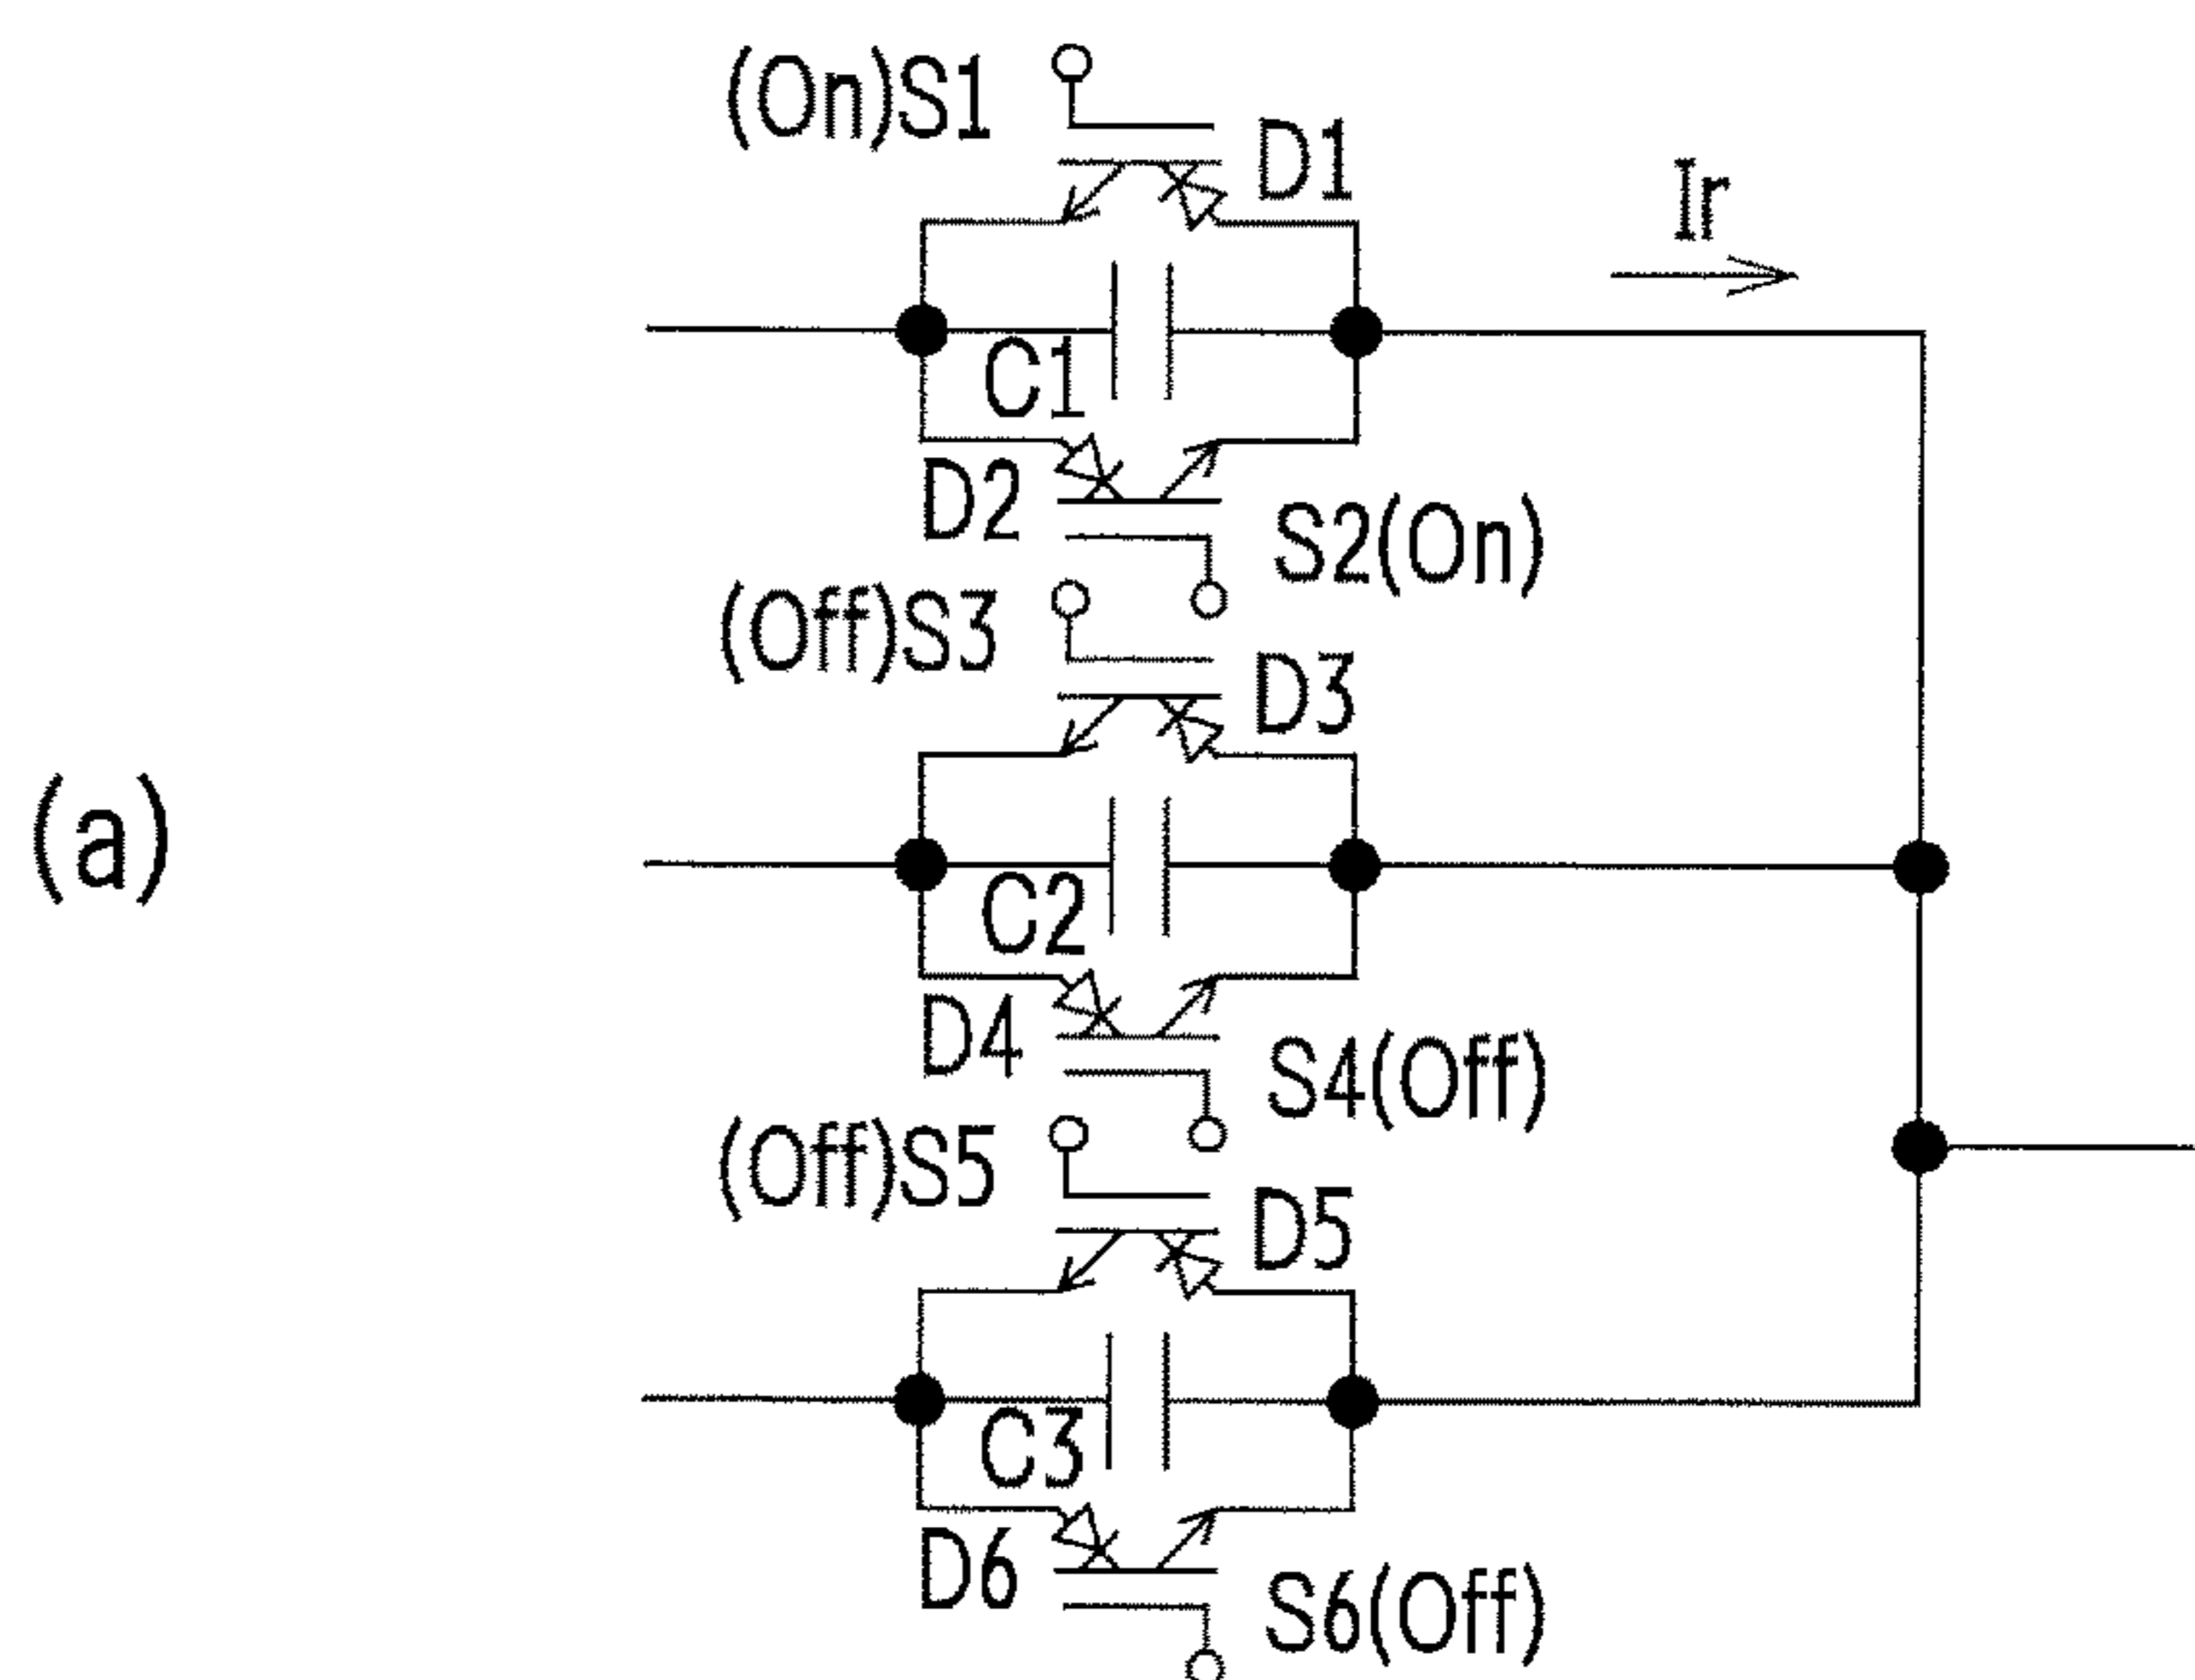 (On)S1
D1
Ir
C1
D2
S2(On)
(Off)S3
D3
(a)
C2
D4
S4(Off)
(Off)S5
D5
C3
D6
S6(Off)